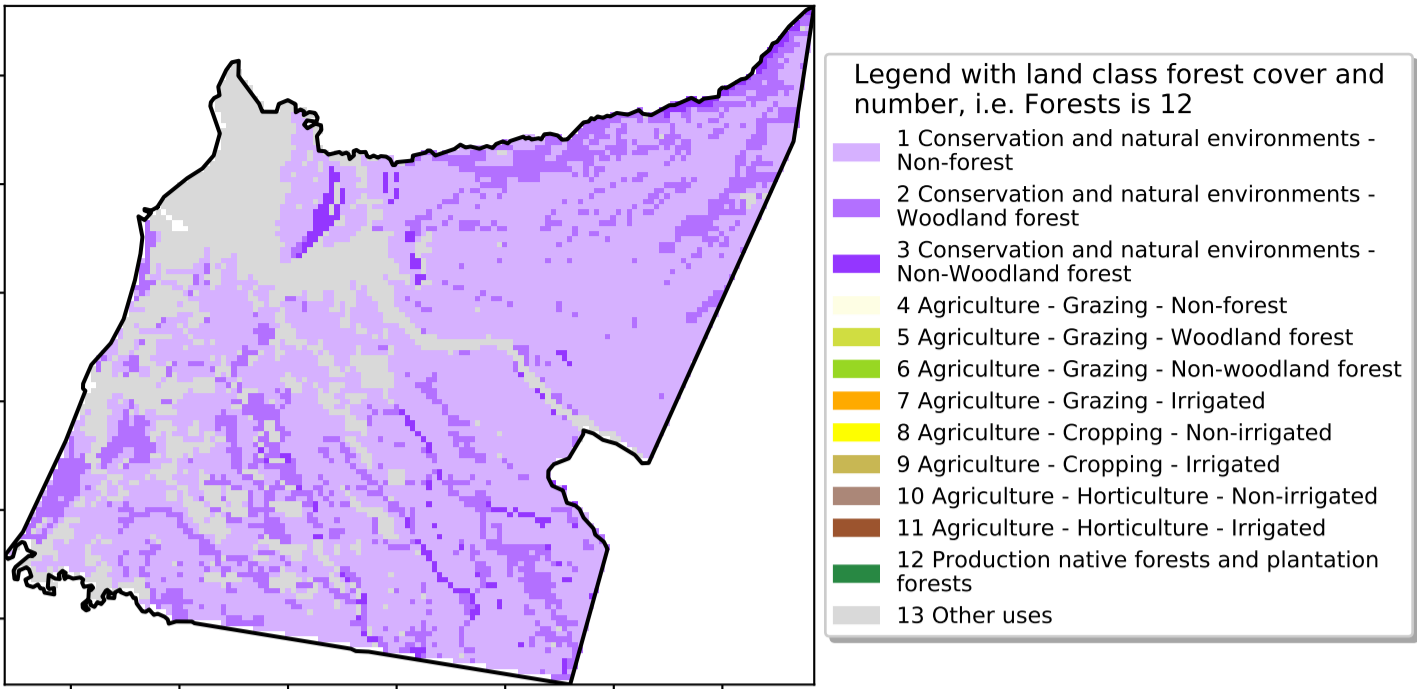 Legend with land class forest cover and
number, i.e. Forests is 12
1 Conservation and natural environments -
Non-forest
2 Conservation and natural environments -
Woodland forest
3 Conservation and natural environments -
Non-Woodland forest
4 Agriculture - Grazing - Non-forest
5 Agriculture - Grazing - Woodland forest
6 Agriculture - Grazing - Non-woodland forest
7 Agriculture - Grazing - Irrigated
8 Agriculture - Cropping - Non-irrigated
9 Agriculture - Cropping - Irrigated
10 Agriculture - Horticulture - Non-irrigated
11 Agriculture - Horticulture - Irrigated
12 Production native forests and plantation
forests
13 Other uses